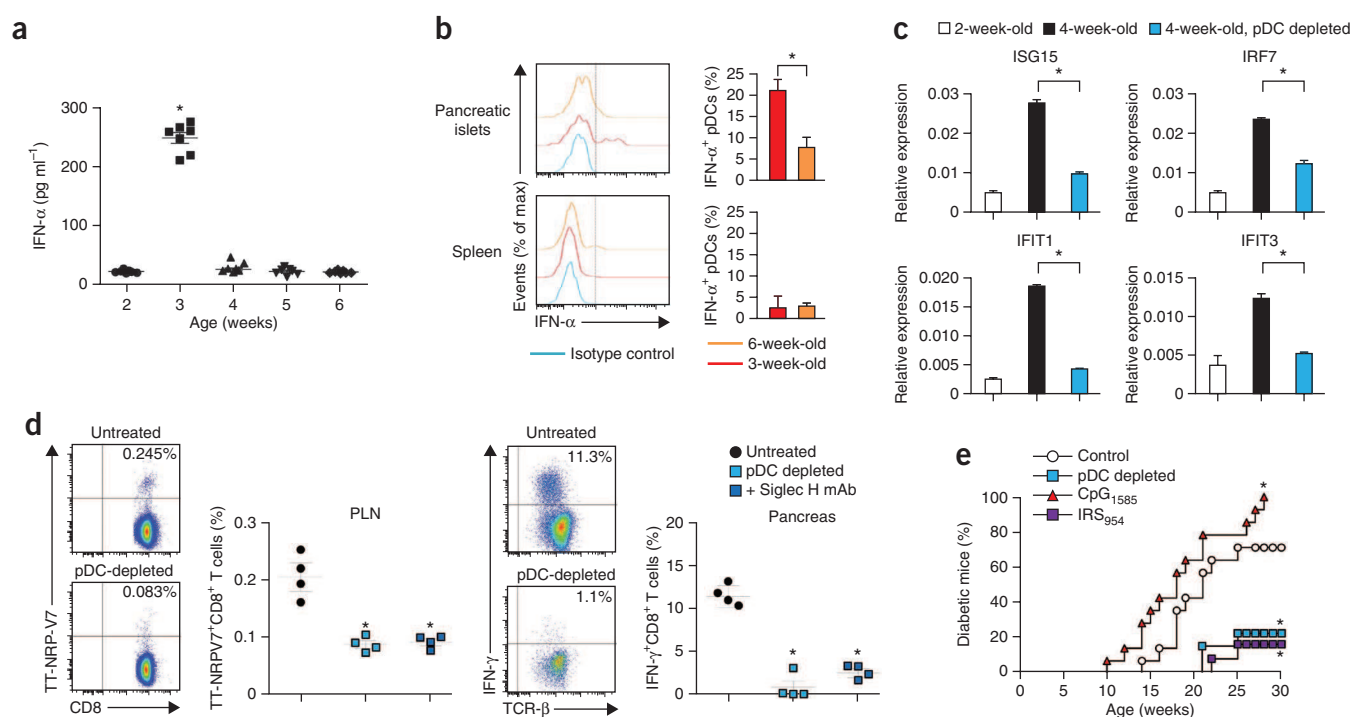 a
300
200
100
0
IFN-α (pg ml⁻¹)
*
2 3 4 5 6
Age (weeks)
b
Pancreatic
islets
Spleen
Events (% of max)
IFN-α
Isotype control
6-week-old
3-week-old
*
25
20
15
10
5
0
IFN-α⁺ pDCs (%)
25
20
15
10
5
0
IFN-α⁺ pDCs (%)
c
2-week-old 4-week-old 4-week-old, pDC depleted
ISG15
*
0.03
0.02
0.01
0
Relative expression
IRF7
*
0.03
0.02
0.01
0
Relative expression
IFIT1
*
0.020
0.015
0.010
0.005
0
Relative expression
IFIT3
*
0.015
0.010
0.005
0
Relative expression
d
Untreated
0.245%
pDC-depleted
0.083%
TT-NRP-V7
CD8
PLN
0.3
0.2
0.1
0
TT-NRPV7⁺CD8⁺ T cells (%)
* *
Untreated
11.3%
pDC-depleted
1.1%
IFN-γ
TCR-β
Untreated
pDC depleted
+ Siglec H mAb
Pancreas
20
15
10
5
0
IFN-γ⁺CD8⁺ T cells (%)
* *
e
Control
pDC depleted
CpG₁₅₈₅
IRS₉₅₄
*
*
*
100
80
60
40
20
0
Diabetic mice (%)
0 5 10 15 20 25 30
Age (weeks)